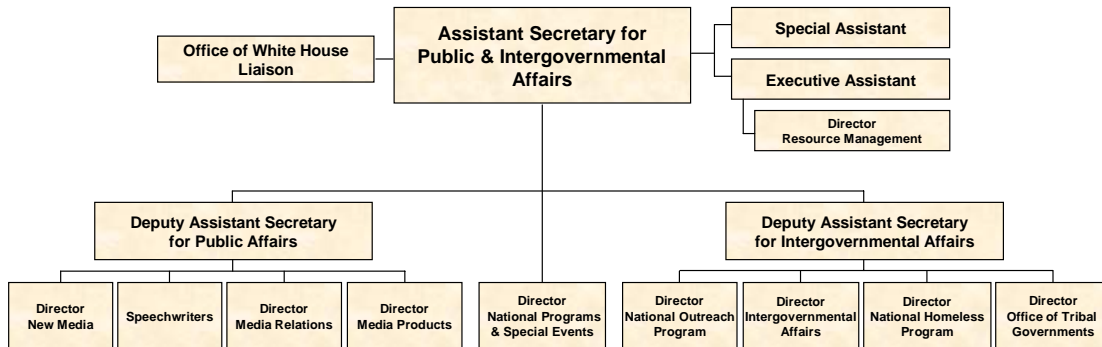 Assistant Secretary for
Public & Intergovernmental
Affairs
Office of White House
Liaison
Special Assistant
Executive Assistant
Director
Resource Management
Deputy Assistant Secretary
for Public Affairs
Deputy Assistant Secretary
for Intergovernmental Affairs
Director
New Media
Speechwriters
Director
Media Relations
Director
Media Products
Director
National Programs
& Special Events
Director
National Outreach
Program
Director
Intergovernmental
Affairs
Director
National Homeless
Program
Director
Office of Tribal
Governments